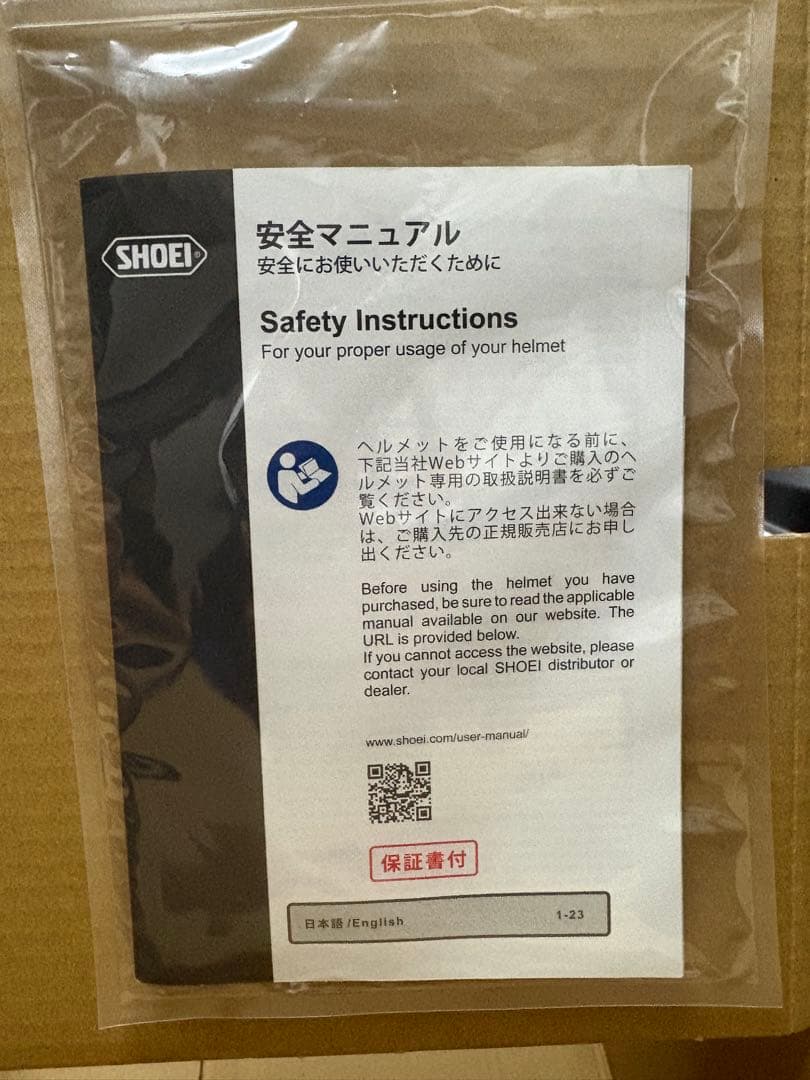 SHOEI®
安全マニュアル
安全にお使いいただくために
Safety Instructions
For your proper usage of your helmet
ヘルメットをご使用になる前に、
下記当社Webサイトよりご購入のヘ
ルメット専用の取扱説明書を必ずご
覧ください。
Webサイトにアクセス出来ない場合
は、ご購入先の正規販売店にお申し
出ください。
Before using the helmet you have
purchased, be sure to read the applicable
manual available on our website. The
URL is provided below.
If you cannot access the website, please
contact your local SHOEI distributor or
dealer.
www.shoei.com/user-manual/
保証書付
日本語/English 1-23